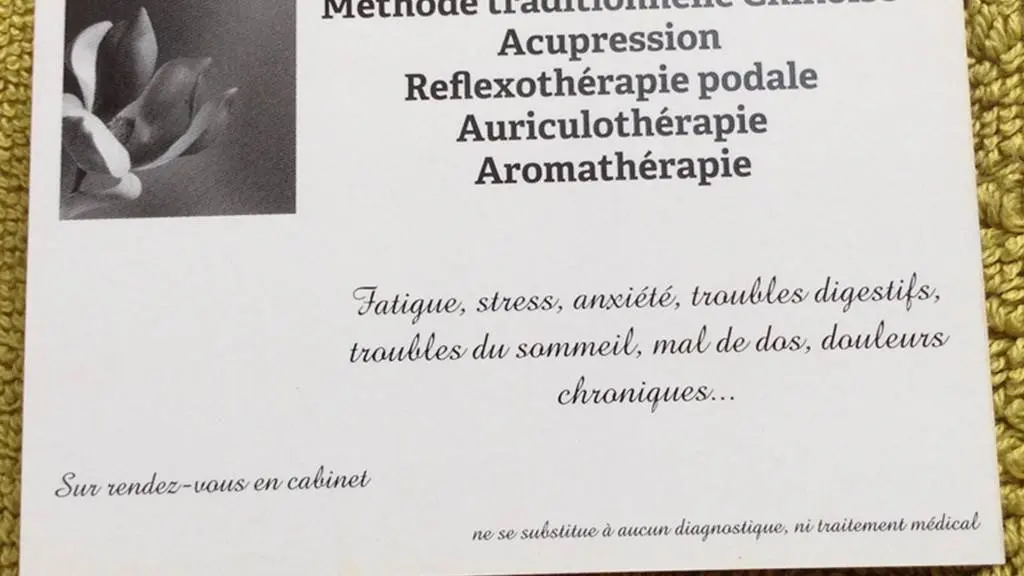 Méthode traditionnelle Chinoise
Acupression
Reflexothérapie podale
Auriculothérapie
Aromathérapie
Fatigue, stress, anxiété, troubles digestifs,
troubles du sommeil, mal de dos, douleurs
chroniques...
Sur rendez-vous en cabinet
ne se substitue à aucun diagnostique, ni traitement médical